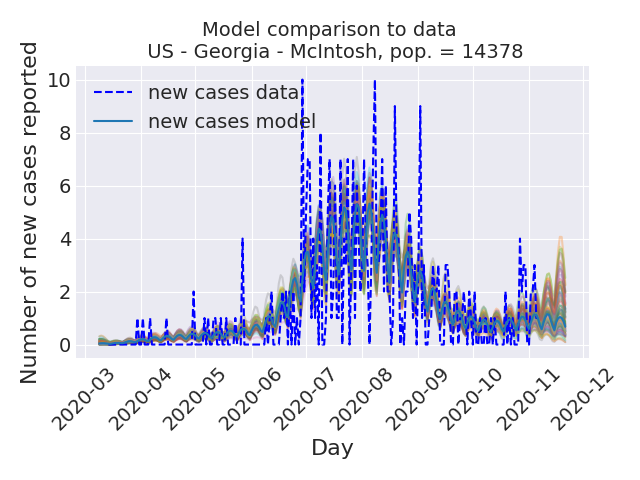 Model comparison to data
US - Georgia - McIntosh, pop. = 14378
Number of new cases reported
10
8
6
4
2
0
new cases data
new cases model
2020-03
2020-04
2020-05
2020-06
2020-07
2020-08
2020-09
2020-10
2020-11
2020-12
Day